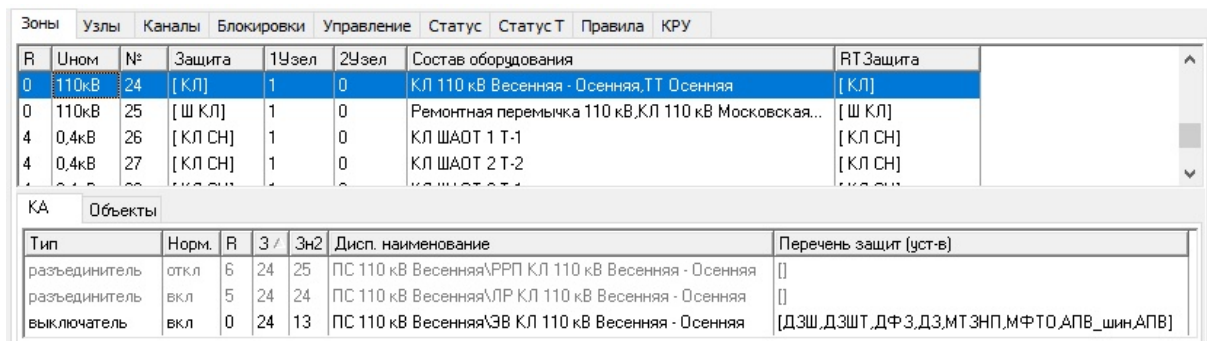 Зоны Узлы Каналы Блокировки Управление Статус Статус Т Правила КРУ
R Uном № Защита 1Узел 2Узел Состав оборудования RTЗащита
0 110кВ 24 [ КЛ] 1 0 КЛ 110 кВ Весенняя - Осенняя,ТТ Осенняя [ КЛ]
0 110кВ 25 [ Ш КЛ] 1 0 Ремонтная перемычка 110 кВ,КЛ 110 кВ Московская... [ Ш КЛ]
4 0,4кВ 26 [ КЛ СН] 1 0 КЛ ШАОТ 1 Т-1 [ КЛ СН]
4 0,4кВ 27 [ КЛ СН] 1 0 КЛ ШАОТ 2 Т-2 [ КЛ СН]
КА Объекты
Тип Норм. R З Зн2 Дисп. наименование Перечень защит (уст-в)
разъединитель откл 6 24 25 ПС 110 кВ Весенняя\РРП КЛ 110 кВ Весенняя - Осенняя []
разъединитель вкл 5 24 24 ПС 110 кВ Весенняя\ЛР КЛ 110 кВ Весенняя - Осенняя []
выключатель вкл 0 24 13 ПС 110 кВ Весенняя\ЭВ КЛ 110 кВ Весенняя - Осенняя [ДЗШ,ДЗШТ,ДФЗ,ДЗ,МТЗНП,МФТО,АПВ_шин,АПВ]